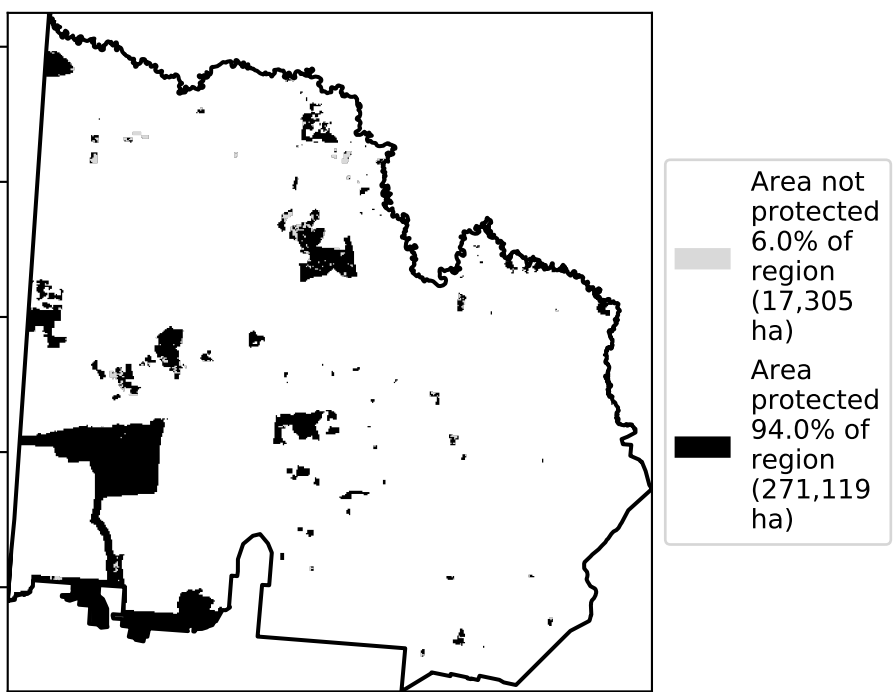 Area not
protected
6.0% of
region
(17,305
ha)
Area
protected
94.0% of
region
(271,119
ha)